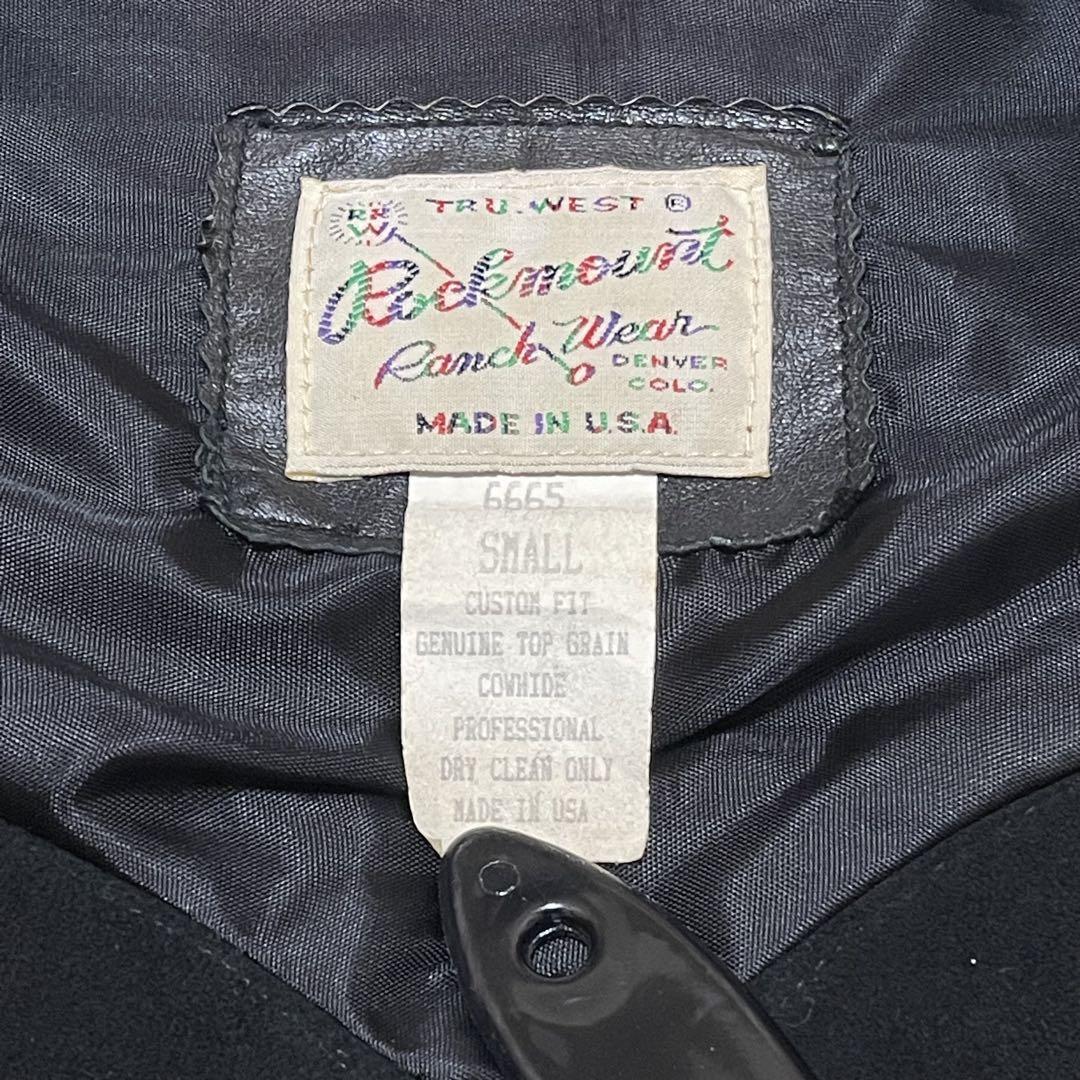 RR
W
TRU.WEST ®
Rockmount
Ranch Wear
DENVER
COLO.
MADE IN U.S.A.
6665
SMALL
CUSTOM FIT
GENUINE TOP GRAIN
COWHIDE
PROFESSIONAL
DRY CLEAN ONLY
MADE IN USA